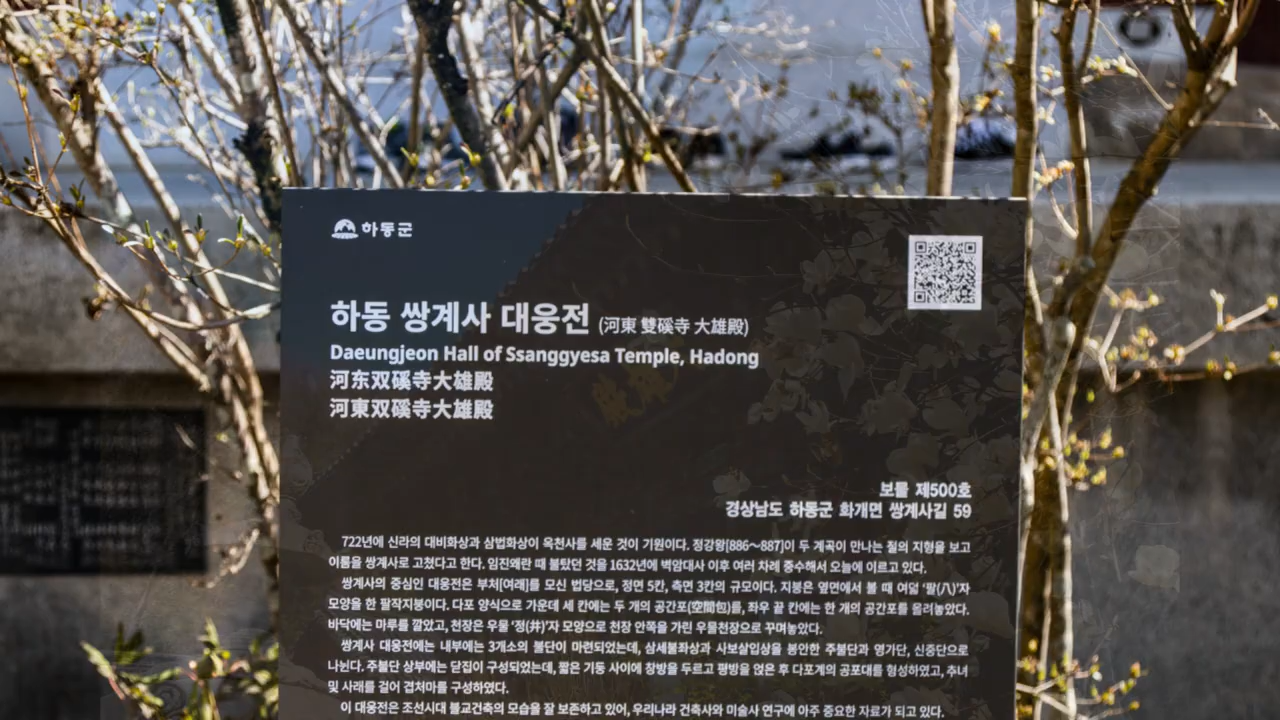 하동군
하동 쌍계사 대웅전 (河東 雙磎寺 大雄殿)
Daeungjeon Hall of Ssanggyesa Temple, Hadong
河东双磎寺大雄殿
河東双磎寺大雄殿
보물 제500호
경상남도 하동군 화개면 쌍계사길 59
722년에 신라의 대비화상과 삼법화상이 옥천사를 세운 것이 기원이다. 정강왕[886~887]이 두 계곡이 만나는 절의 지형을 보고
이름을 쌍계사로 고쳤다고 한다. 임진왜란 때 불탔던 것을 1632년에 벽암대사 이후 여러 차례 중수해서 오늘에 이르고 있다.
쌍계사의 중심인 대웅전은 부처[여래]를 모신 법당으로, 정면 5칸, 측면 3칸의 규모이다. 지붕은 옆면에서 볼 때 여덟 '팔(八)'자
모양을 한 팔작지붕이다. 다포 양식으로 가운데 세 칸에는 두 개의 공간포(空間包)를, 좌우 끝 칸에는 한 개의 공간포를 올려놓았다.
바닥에는 마루를 깔았고, 천장은 우물 '정(井)'자 모양으로 천장 안쪽을 가린 우물천장으로 꾸며놓았다.
쌍계사 대웅전에는 내부에는 3개소의 불단이 마련되었는데, 삼세불좌상과 사보살입상을 봉안한 주불단과 영가단, 신중단으로
나뉜다. 주불단 상부에는 닫집이 구성되었는데, 짧은 기둥 사이에 창방을 두르고 평방을 얹은 후 다포계의 공포대를 형성하였고, 추녀
및 사래를 걸어 겹처마를 구성하였다.
이 대웅전은 조선시대 불교건축의 모습을 잘 보존하고 있어, 우리나라 건축사와 미술사 연구에 아주 중요한 자료가 되고 있다.